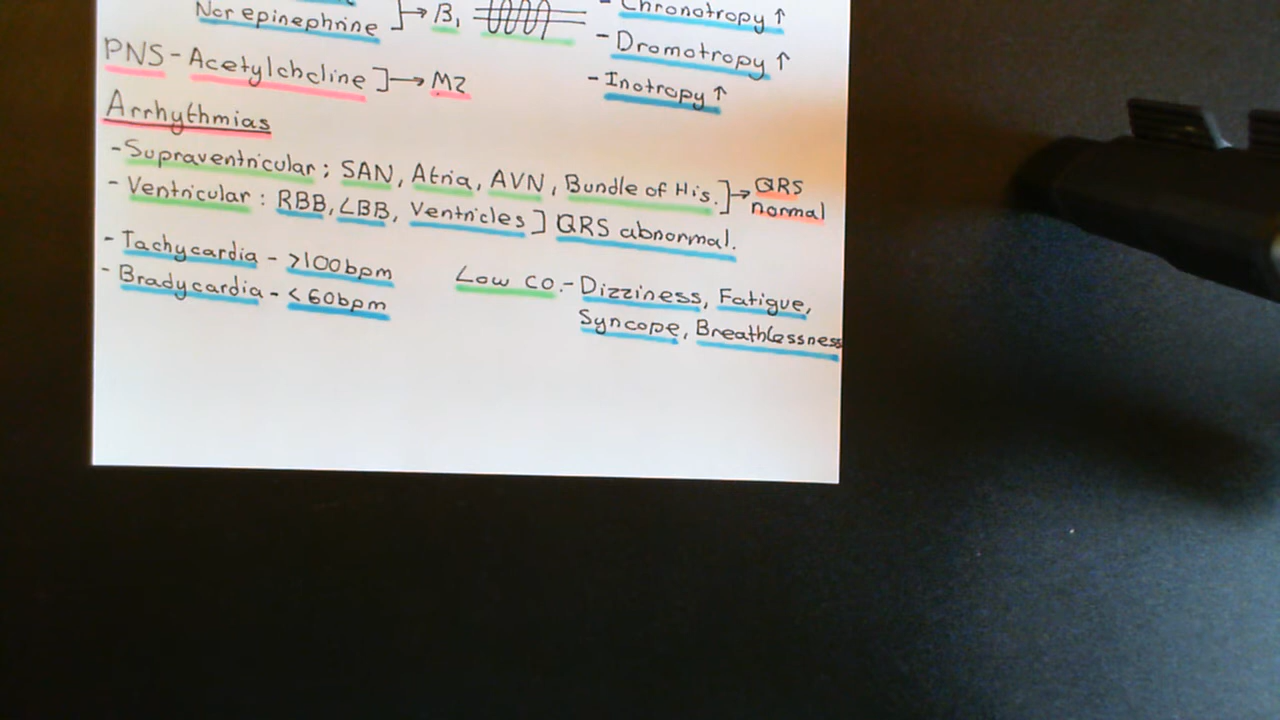 Norepinephrine ]→ β1 - Chronotropy ↑
- Dromotropy ↑
PNS - Acetylcholine ]→ M2 - Inotropy ↑
Arrhythmias
- Supraventricular ; SAN, Atria, AVN, Bundle of His. ]→ QRS normal
- Ventricular : RBB, LBB, Ventricles ] QRS abnormal.
- Tachycardia - >100bpm
- Bradycardia - <60bpm
Low CO. - Dizziness, Fatigue,
Syncope, Breathlessness